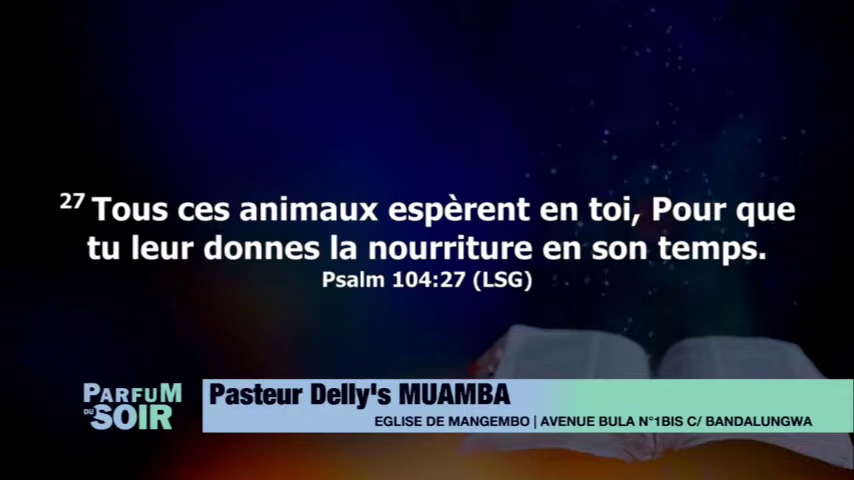 27 Tous ces animaux espèrent en toi, Pour que
tu leur donnes la nourriture en son temps.
Psalm 104:27 (LSG)
PARFUM
DU SOIR
Pasteur Delly's MUAMBA
EGLISE DE MANGEMBO | AVENUE BULA N°1BIS C/ BANDALUNGWA